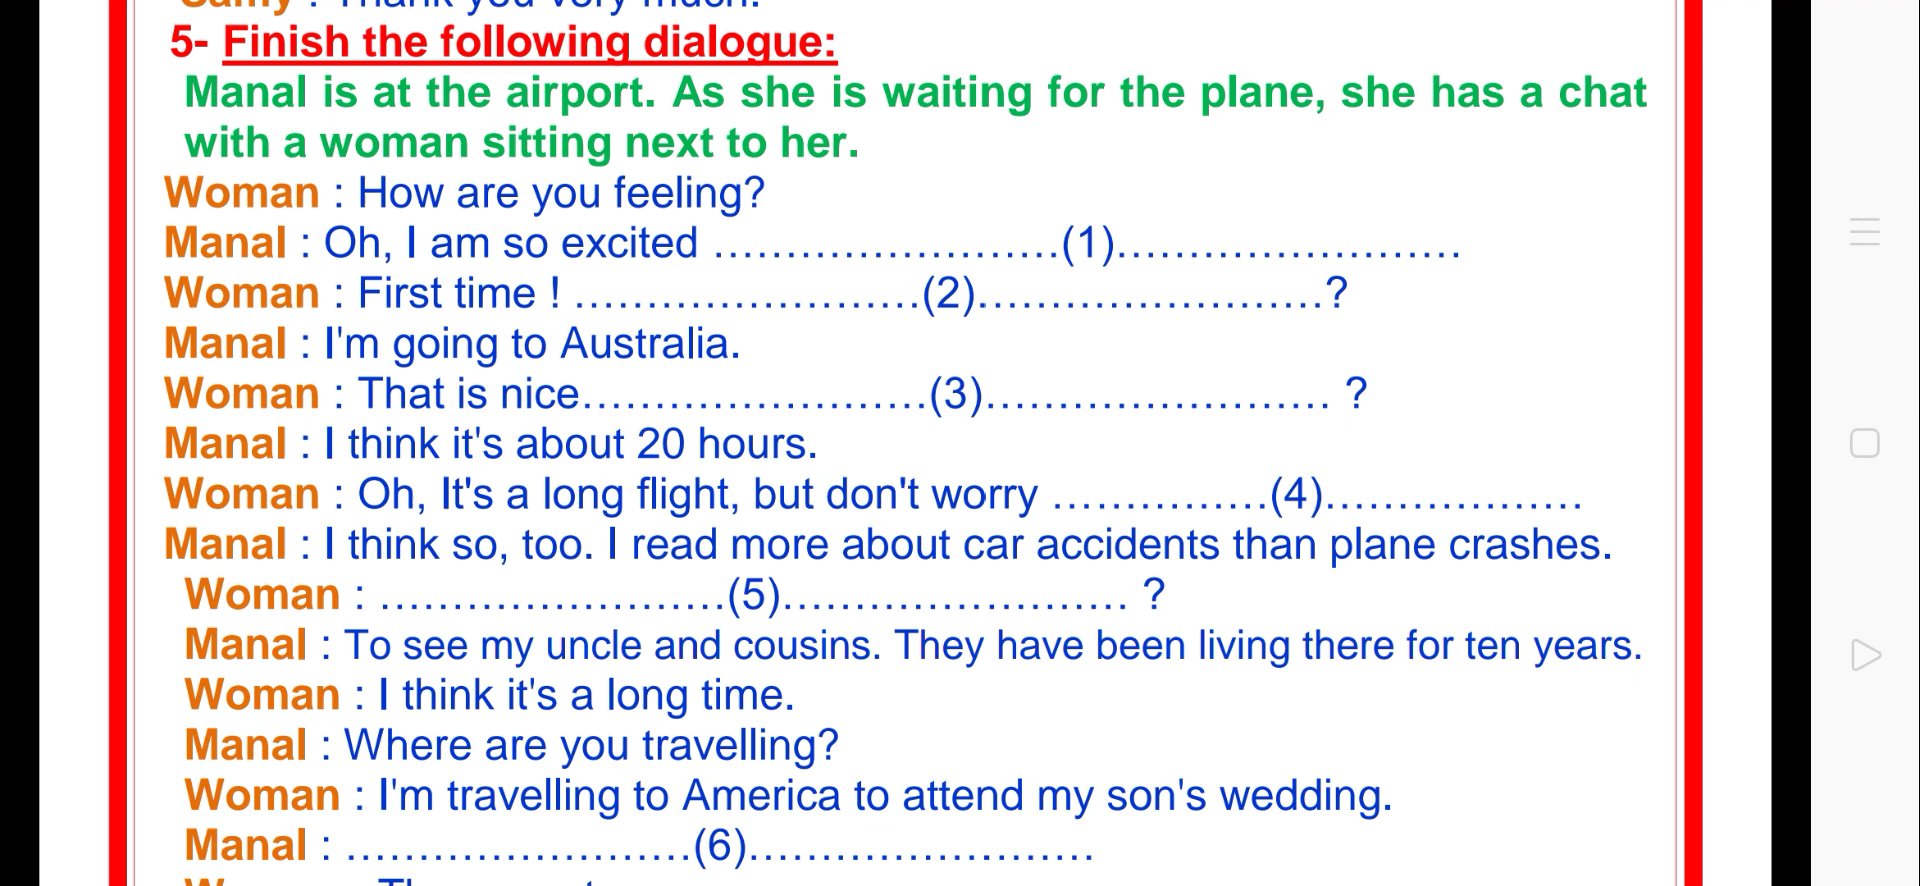 Samy : Thank you very much.
5- Finish the following dialogue:
Manal is at the airport. As she is waiting for the plane, she has a chat
with a woman sitting next to her.
Woman : How are you feeling?
Manal : Oh, I am so excited ……………………(1)……………………
Woman : First time ! ……………………(2)……………………?
Manal : I'm going to Australia.
Woman : That is nice……………………(3)…………………… ?
Manal : I think it's about 20 hours.
Woman : Oh, It's a long flight, but don't worry ……………(4)………………
Manal : I think so, too. I read more about car accidents than plane crashes.
Woman : ……………………(5)…………………… ?
Manal : To see my uncle and cousins. They have been living there for ten years.
Woman : I think it's a long time.
Manal : Where are you travelling?
Woman : I'm travelling to America to attend my son's wedding.
Manal : ……………………(6)……………………